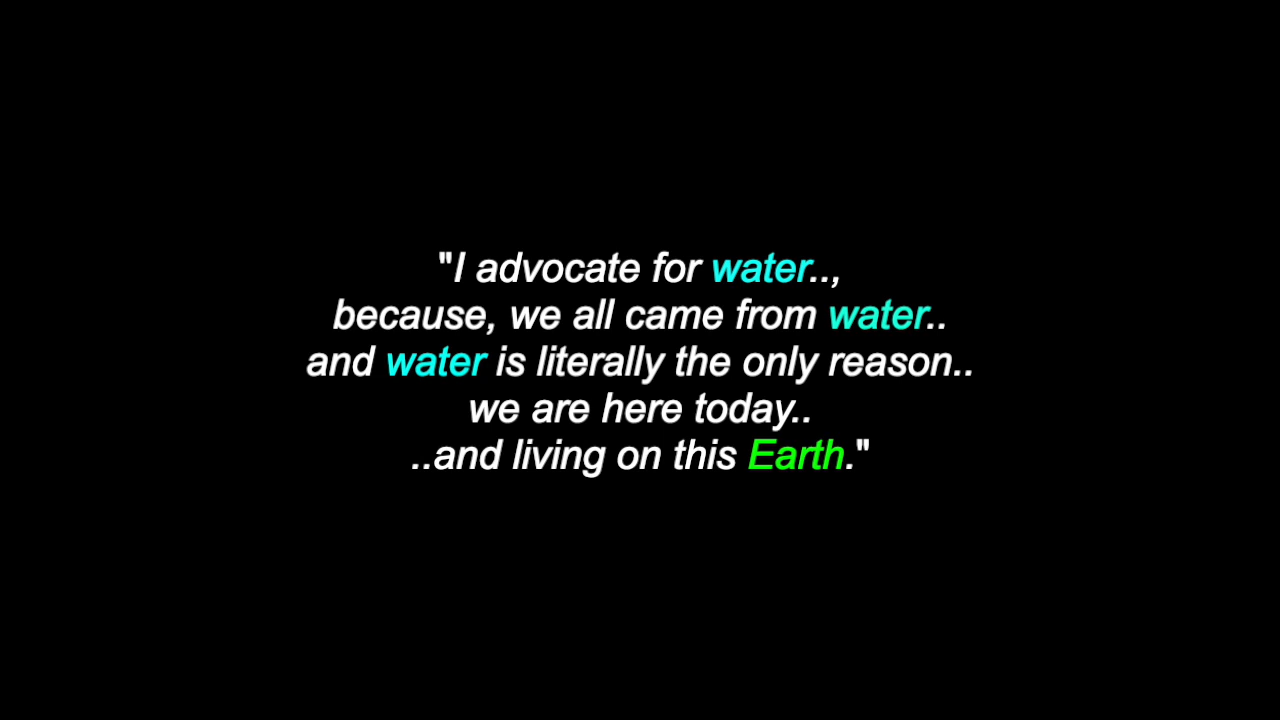 "I advocate for water..,
because, we all came from water..
and water is literally the only reason..
we are here today..
..and living on this Earth."